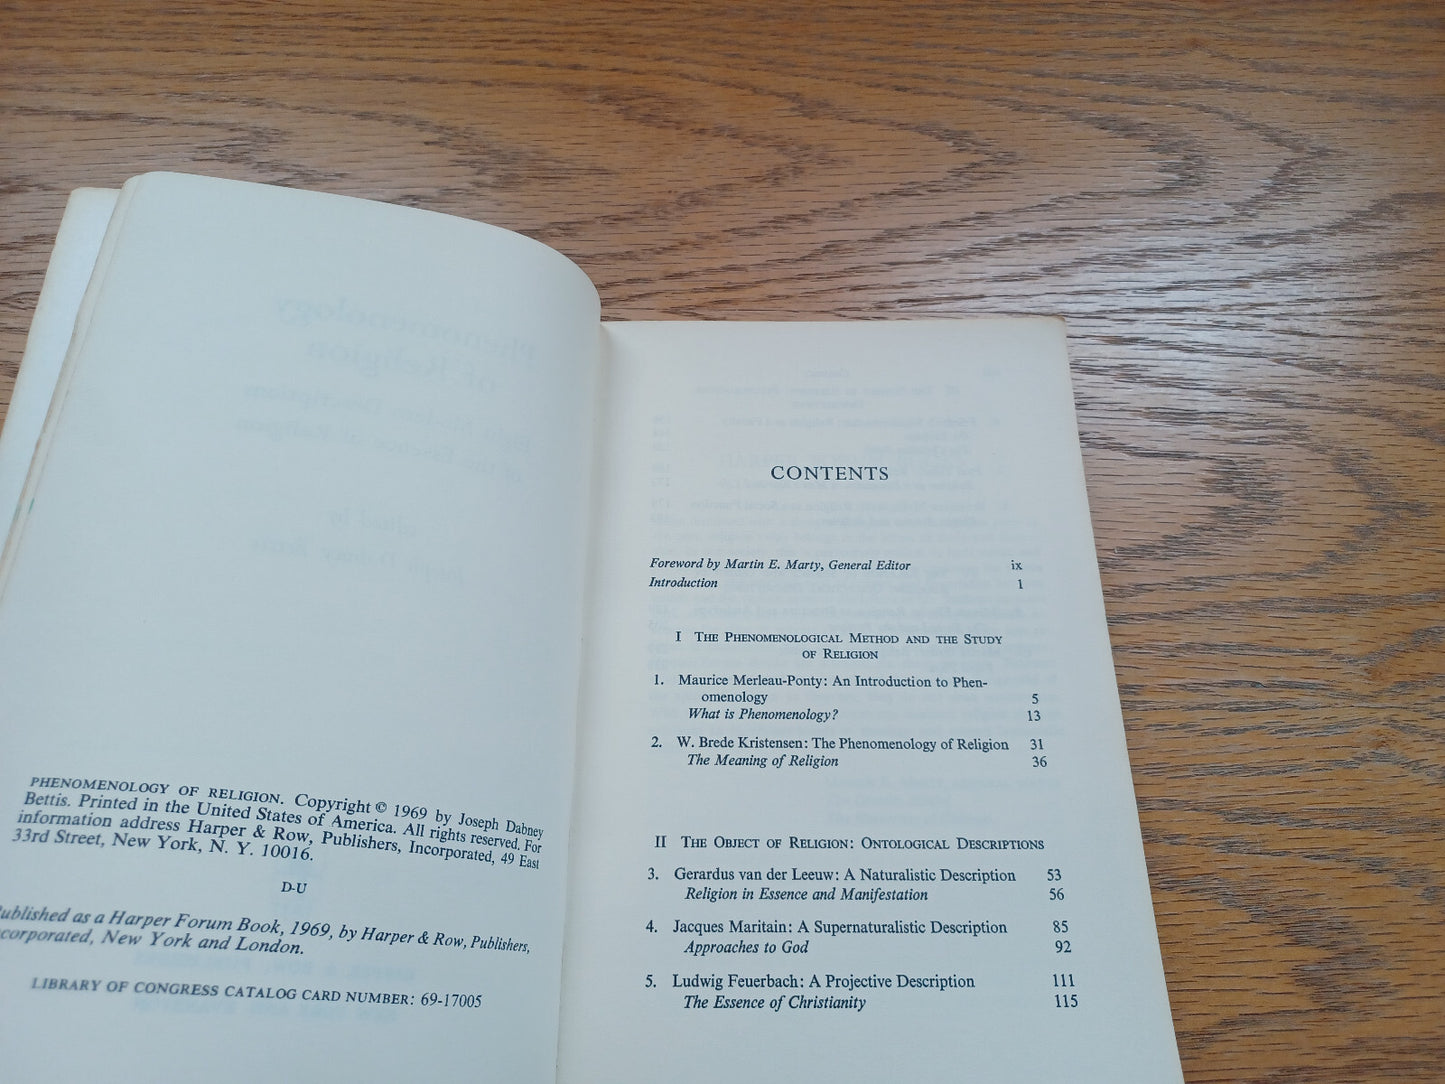 PHENOMENOLOGY OF RELIGION. Copyright © 1969 by Joseph Dabney
Bettis. Printed in the United States of America. All rights reserved. For
information address Harper & Row, Publishers, Incorporated, 49 East
33rd Street, New York, N. Y. 10016.
D-U
Published as a Harper Forum Book, 1969, by Harper & Row, Publishers,
Incorporated, New York and London.
LIBRARY OF CONGRESS CATALOG CARD NUMBER: 69-17005
CONTENTS
Foreword by Martin E. Marty, General Editor ix
Introduction 1
I THE PHENOMENOLOGICAL METHOD AND THE STUDY
OF RELIGION
1. Maurice Merleau-Ponty: An Introduction to Phen-
omenology 5
What is Phenomenology? 13
2. W. Brede Kristensen: The Phenomenology of Religion 31
The Meaning of Religion 36
II THE OBJECT OF RELIGION: ONTOLOGICAL DESCRIPTIONS
3. Gerardus van der Leeuw: A Naturalistic Description 53
Religion in Essence and Manifestation 56
4. Jacques Maritain: A Supernaturalistic Description 85
Approaches to God 92
5. Ludwig Feuerbach: A Projective Description 111
The Essence of Christianity 115